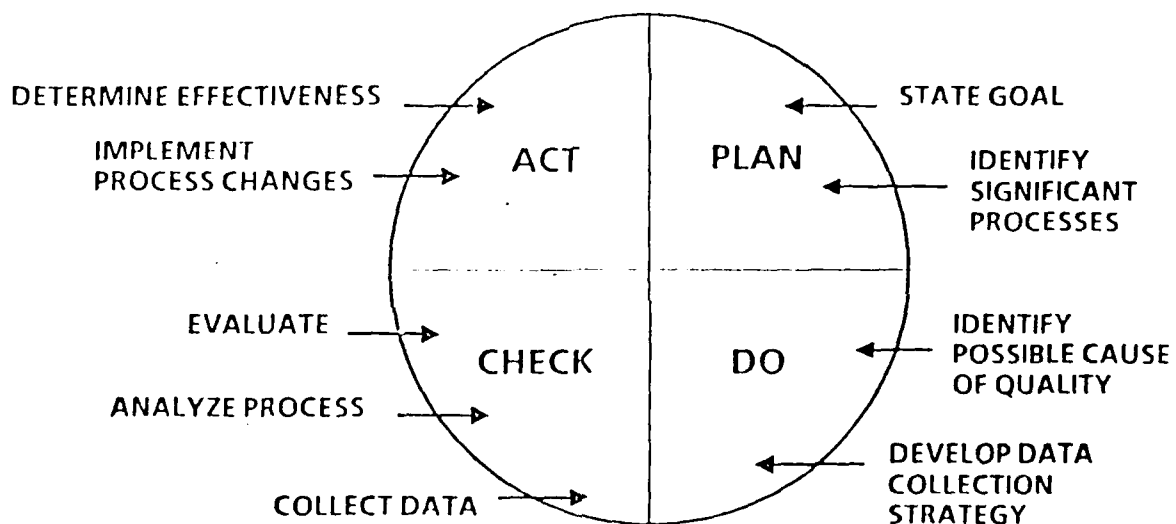 DETERMINE EFFECTIVENESS
STATE GOAL
IMPLEMENT
PROCESS CHANGES
ACT
PLAN
IDENTIFY
SIGNIFICANT
PROCESSES
EVALUATE
CHECK
DO
IDENTIFY
POSSIBLE CAUSE
OF QUALITY
ANALYZE PROCESS
COLLECT DATA
DEVELOP DATA
COLLECTION
STRATEGY